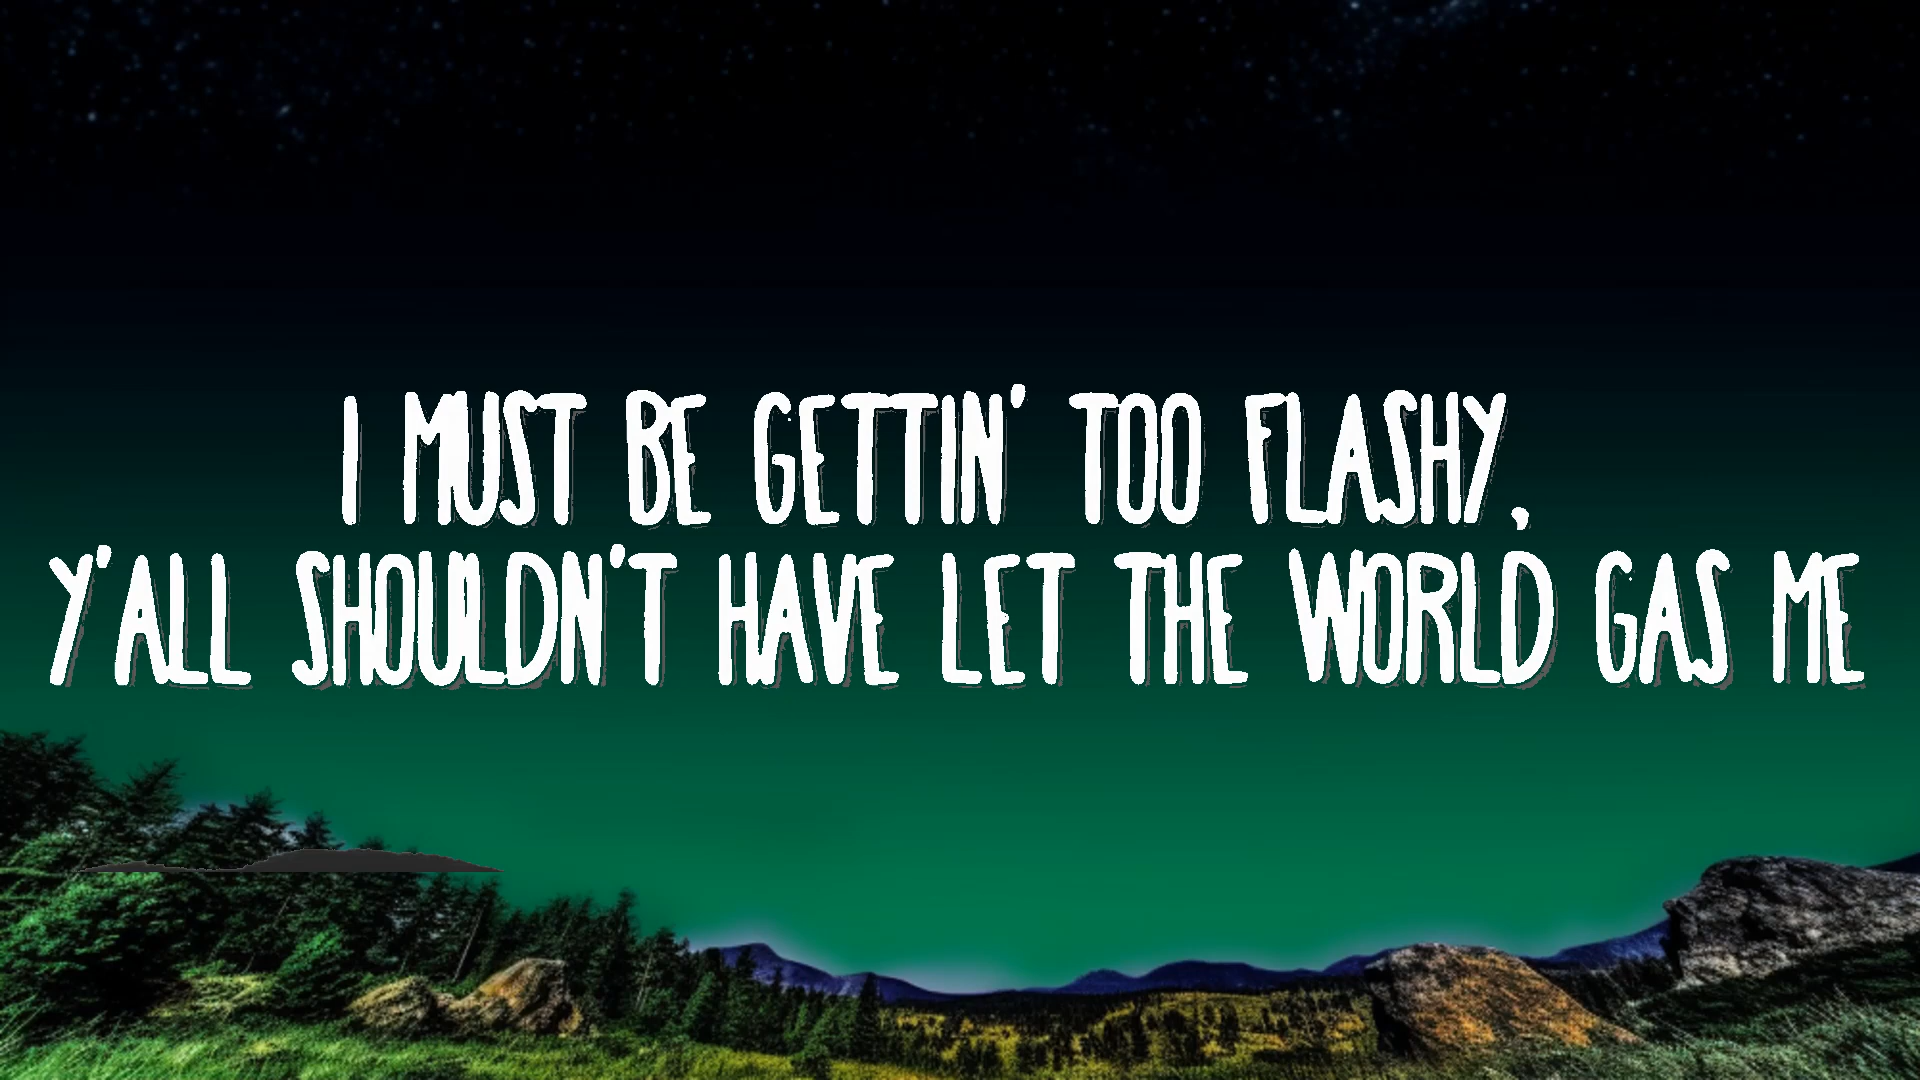 I MUST BE GETTIN' TOO FLASHY,
Y'ALL SHOULDN'T HAVE LET THE WORLD GAS ME